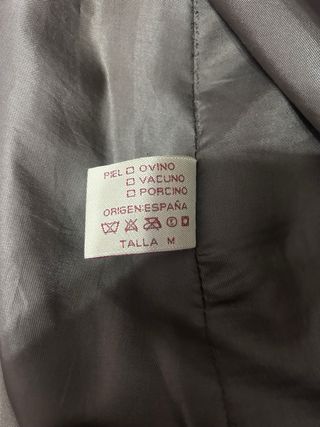 PIEL □ OVINO
□ VACUNO
□ PORCINO
ORIGEN:ESPAÑA
TALLA M